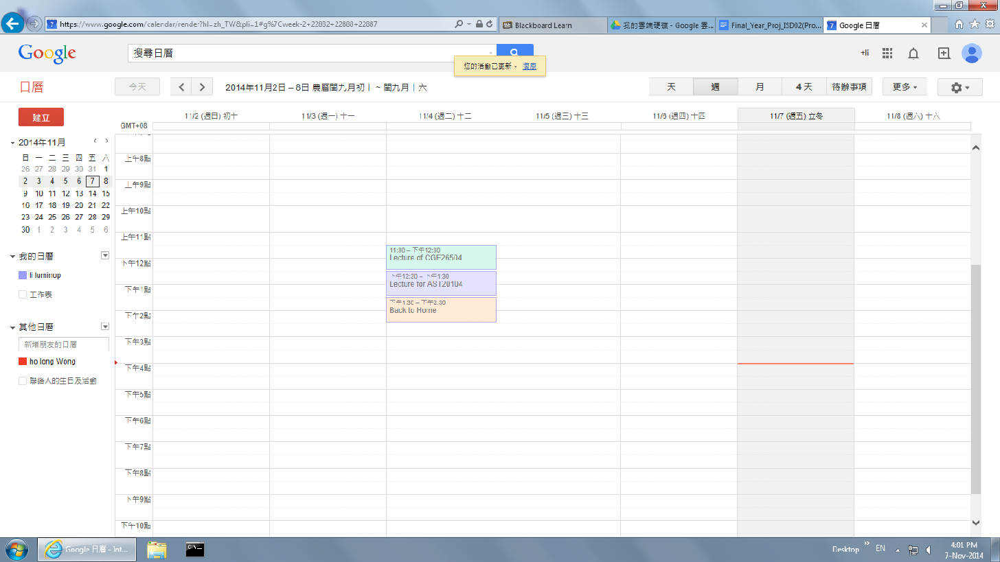 https://www.google.com/calendar/render?hl=zh_TW&pli=1#g%7Cweek-2+22882+22888+22887
Bb Blackboard Learn
我的雲端硬碟 - Google 雲...
Final_Year_Proj_ISD02(Pro...
7 Google 日曆
Google
搜尋日曆
您的活動已更新。 復原
+li
日曆
今天
2014年11月2日 – 8日 農曆閏九月初十 ~ 閏九月十六
天 週 月 4 天 待辦事項
更多
建立
2014年11月
日 一 二 三 四 五 六
26 27 28 29 30 31 1
2 3 4 5 6 7 8
9 10 11 12 13 14 15
16 17 18 19 20 21 22
23 24 25 26 27 28 29
30 1 2 3 4 5 6
我的日曆
li luminop
工作表
其他日曆
新增朋友的日曆
ho long Wong
聯絡人的生日及活動
GMT+08
11/2 (週日) 初十
11/3 (週一) 十一
11/4 (週二) 十二
11/5 (週三) 十三
11/6 (週四) 十四
11/7 (週五) 立冬
11/8 (週六) 十六
上午8點
上午9點
上午10點
上午11點
下午12點
下午1點
下午2點
下午3點
下午4點
下午5點
下午6點
下午7點
下午8點
下午9點
下午10點
11:30 – 下午12:30
Lecture of CGE26504
下午12:30 – 下午1:30
Lecture for AST20104
下午1:30 – 下午2:30
Back to Home
Google 日曆 - Int...
C:\.
Desktop
EN
4:01 PM
7-Nov-2014